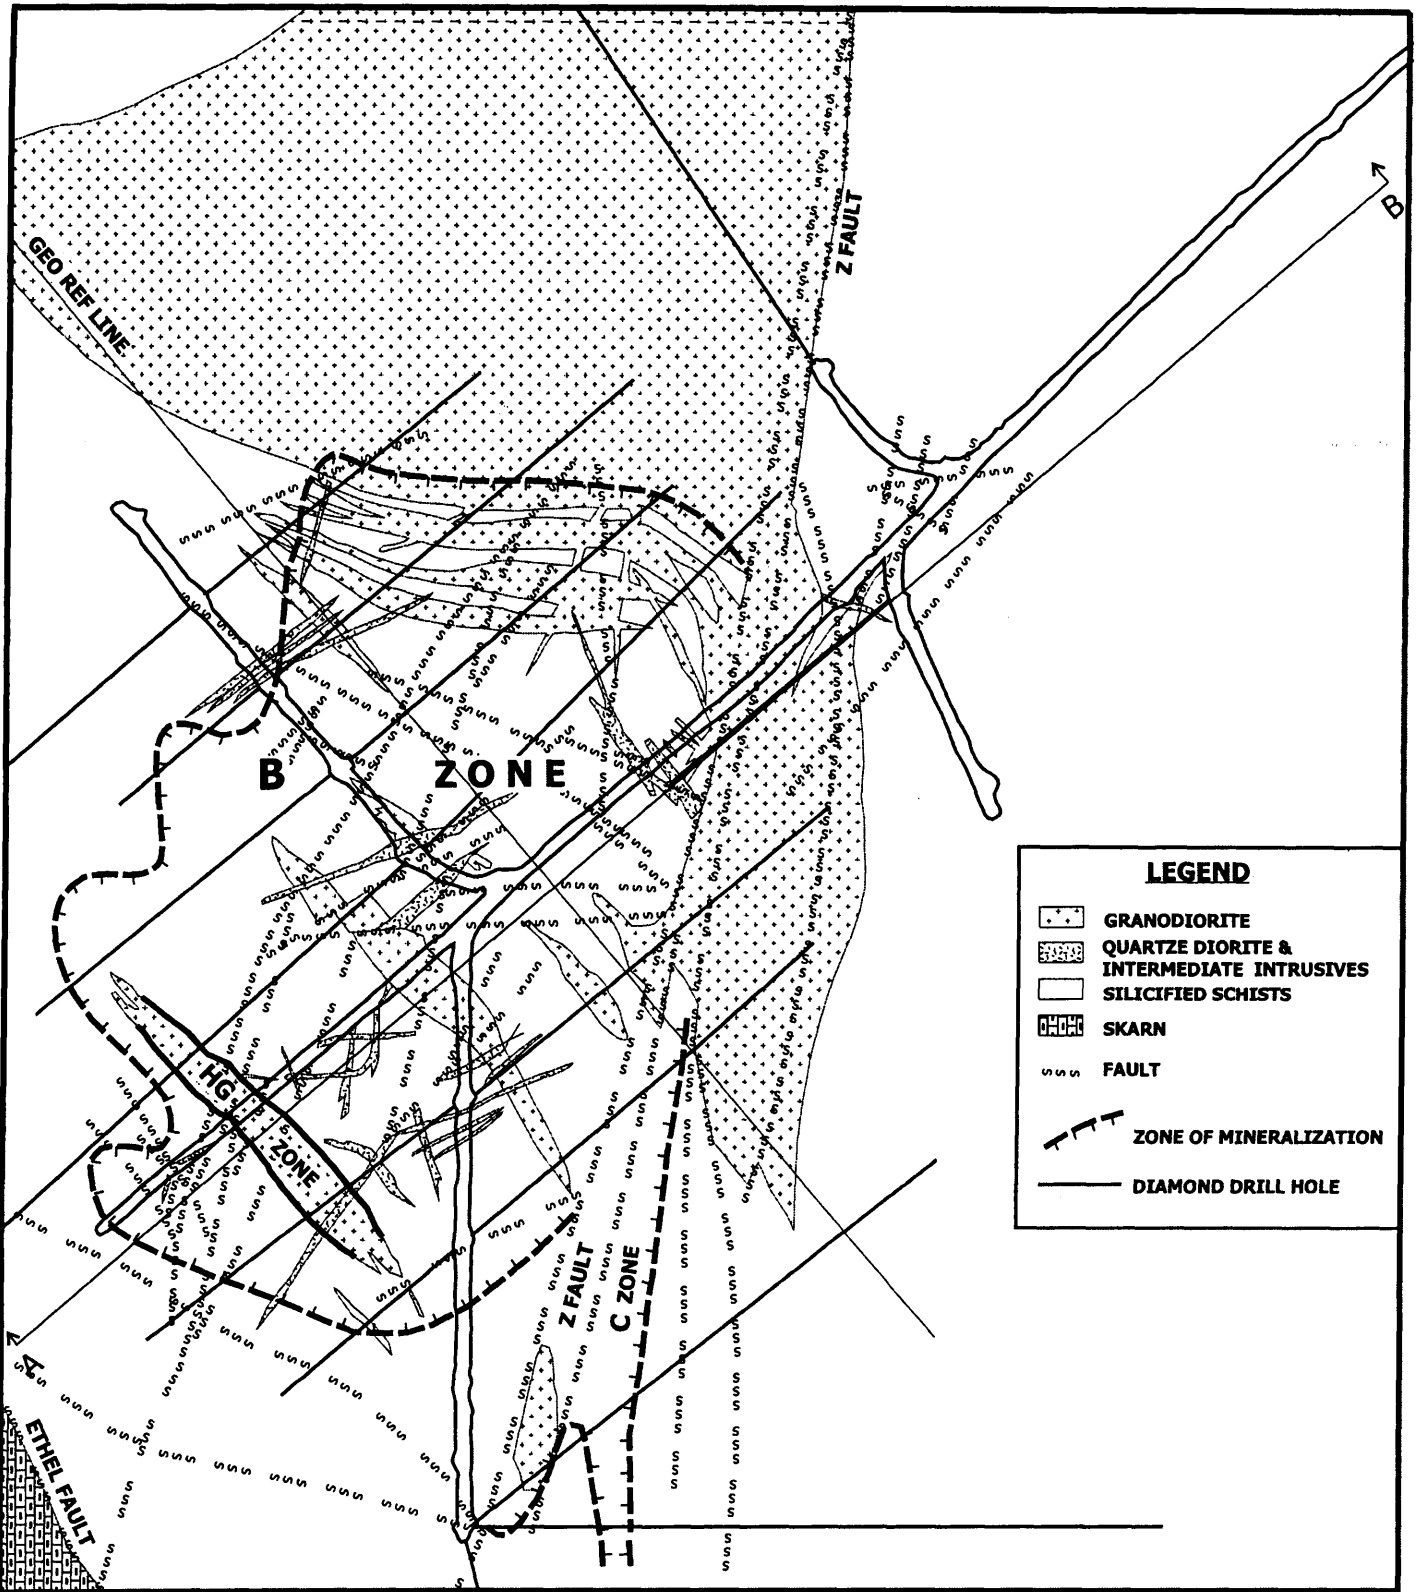 GEO REF LINE
Z FAULT
B
B ZONE
HG ZONE
Z FAULT
C ZONE
A
ETHEL FAULT
LEGEND
GRANODIORITE
QUARTZE DIORITE &
INTERMEDIATE INTRUSIVES
SILICIFIED SCHISTS
SKARN
sss FAULT
ZONE OF MINERALIZATION
DIAMOND DRILL HOLE